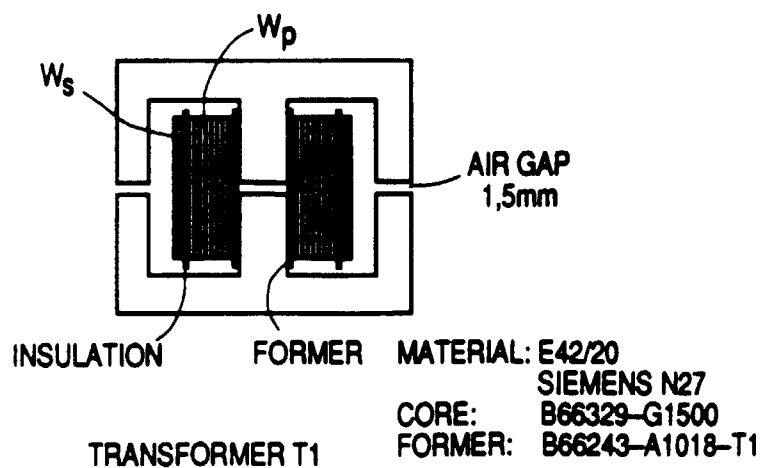 Wp
Ws
AIR GAP
1,5mm
INSULATION
FORMER
MATERIAL: E42/20
SIEMENS N27
CORE: B66329–G1500
FORMER: B66243–A1018–T1
TRANSFORMER T1